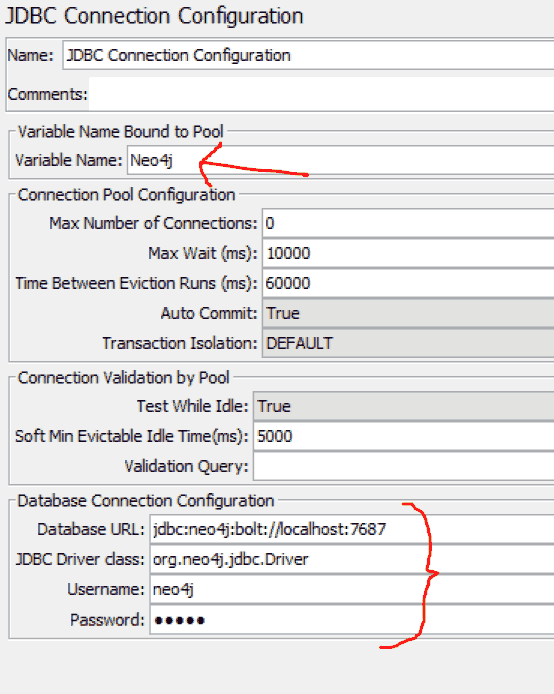 JDBC Connection Configuration
Name: JDBC Connection Configuration
Comments:
Variable Name Bound to Pool
Variable Name: Neo4j
Connection Pool Configuration
Max Number of Connections: 0
Max Wait (ms): 10000
Time Between Eviction Runs (ms): 60000
Auto Commit: True
Transaction Isolation: DEFAULT
Connection Validation by Pool
Test While Idle: True
Soft Min Evictable Idle Time(ms): 5000
Validation Query:
Database Connection Configuration
Database URL: jdbc:neo4j:bolt://localhost:7687
JDBC Driver class: org.neo4j.jdbc.Driver
Username: neo4j
Password: ●●●●●